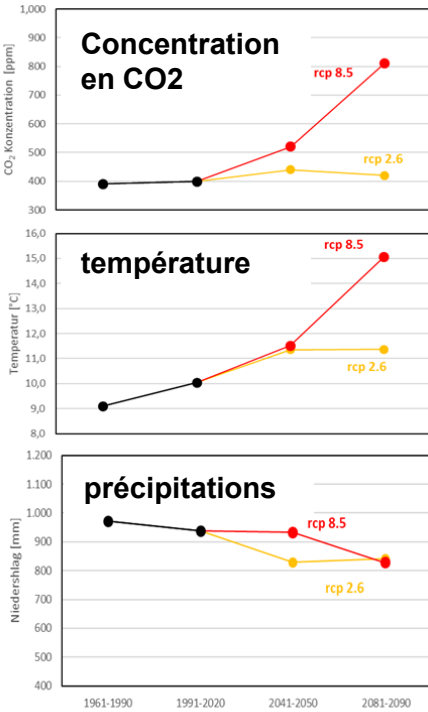 1,000
900
800
700
600
500
400
300
CO₂ Konzentration [ppm]
Concentration
en CO2
rcp 8.5
rcp 2.6
16,0
15,0
14,0
13,0
12,0
11,0
10,0
9,0
8,0
Temperatur [°C]
température
rcp 8.5
rcp 2.6
1.200
1.000
1.000
900
800
700
600
500
400
Niedershlag [mm]
précipitations
rcp 8.5
rcp 2.6
1961-1990
1991-2020
2041-2050
2081-2090